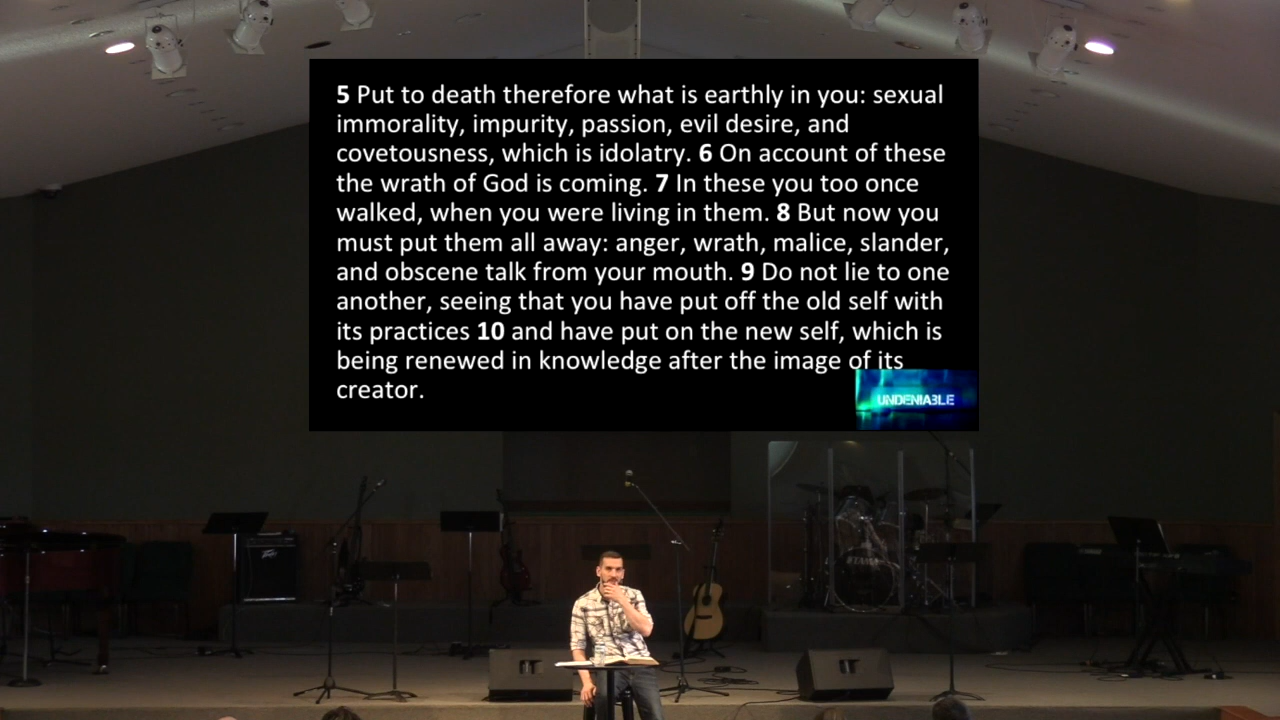 5 Put to death therefore what is earthly in you: sexual
immorality, impurity, passion, evil desire, and
covetousness, which is idolatry. 6 On account of these
the wrath of God is coming. 7 In these you too once
walked, when you were living in them. 8 But now you
must put them all away: anger, wrath, malice, slander,
and obscene talk from your mouth. 9 Do not lie to one
another, seeing that you have put off the old self with
its practices 10 and have put on the new self, which is
being renewed in knowledge after the image of its
creator.
UNDENIABLE
PEAVEY
TAMA